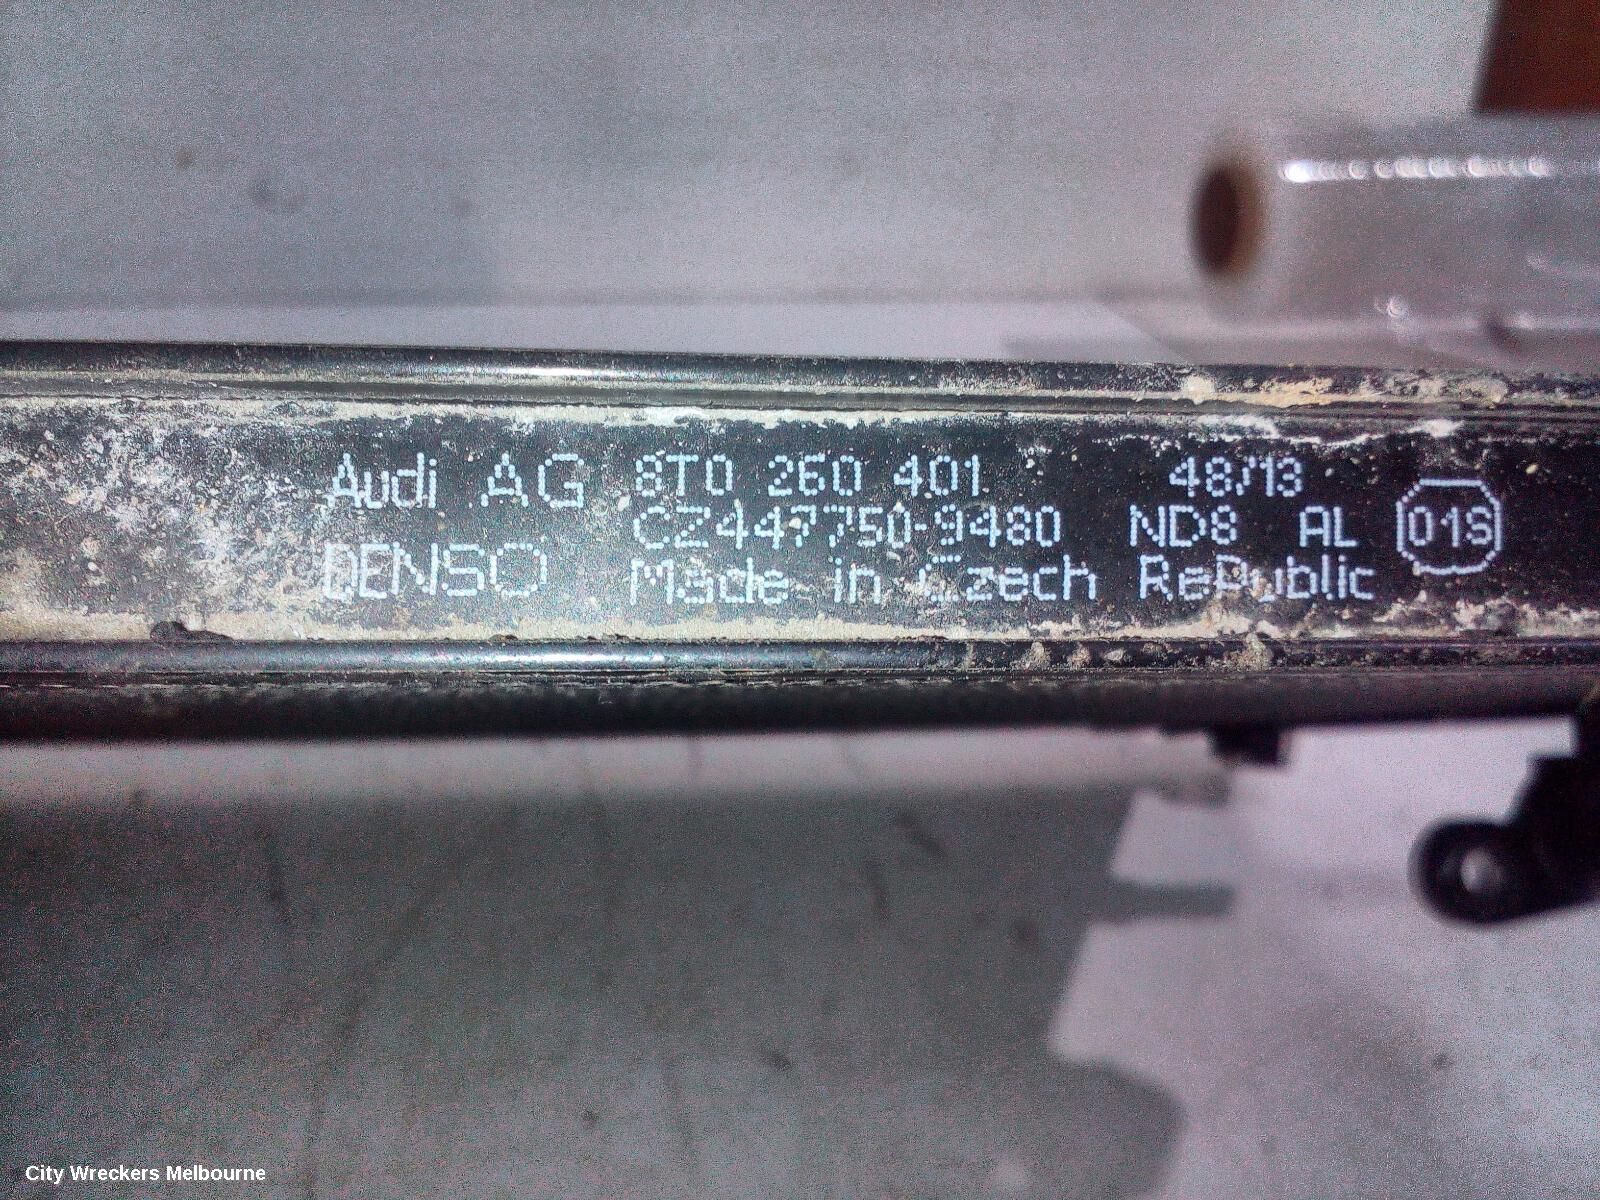 Audi AG 8T0 260 401 48/13
CZ447750-9480 ND8 AL 01S
DENSO Made in Czech RePublic
City Wreckers Melbourne